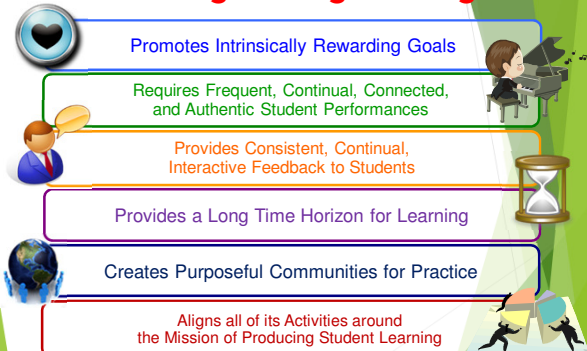 Promotes Intrinsically Rewarding Goals
Requires Frequent, Continual, Connected,
and Authentic Student Performances
Provides Consistent, Continual,
Interactive Feedback to Students
Provides a Long Time Horizon for Learning
Creates Purposeful Communities for Practice
Aligns all of its Activities around
the Mission of Producing Student Learning